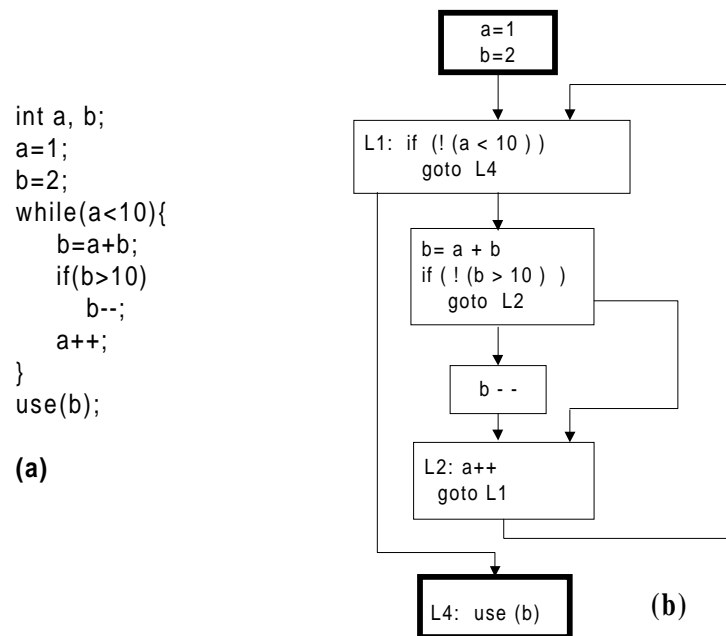 int a, b;
a=1;
b=2;
while(a<10){
b=a+b;
if(b>10)
b--;
a++;
}
use(b);
(a)
a=1
b=2
L1: if (! (a < 10 ) )
goto L4
b= a + b
if ( ! (b > 10 ) )
goto L2
b - -
L2: a++
goto L1
L4: use (b)
(b)